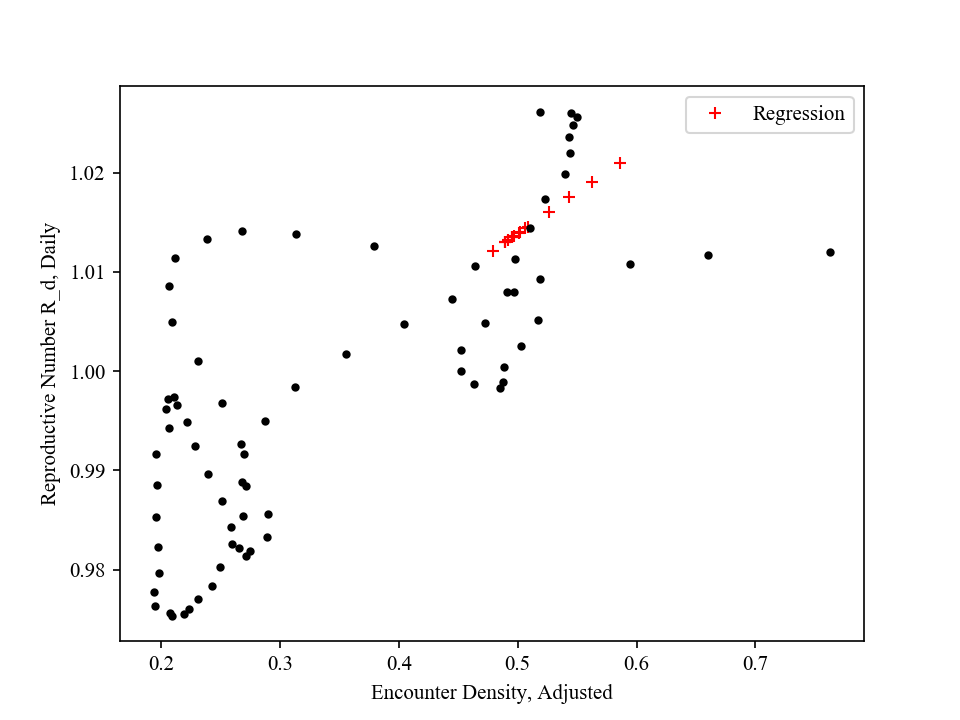 Regression
1.02
1.01
1.00
0.99
0.98
Reproductive Number R_d, Daily
0.2 0.3 0.4 0.5 0.6 0.7
Encounter Density, Adjusted